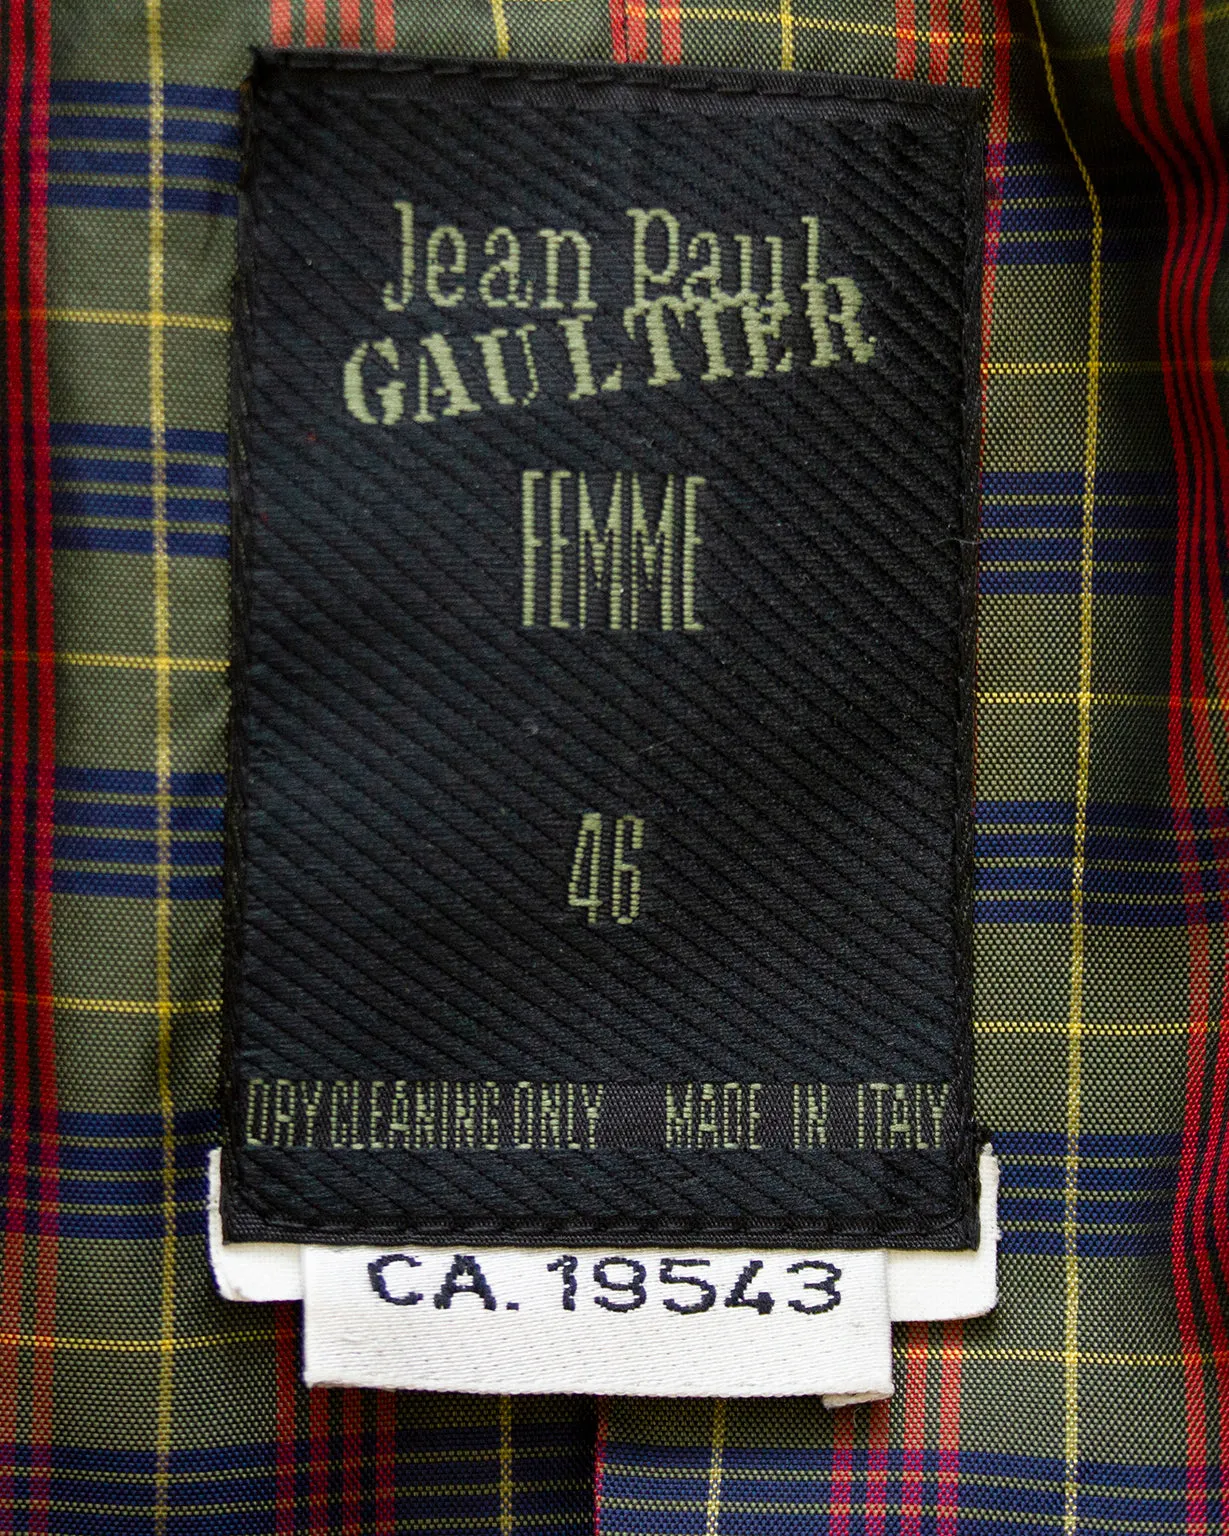 Jean Paul
GAULTIER
FEMME
46
DRY CLEANING ONLY MADE IN ITALY
CA. 19543